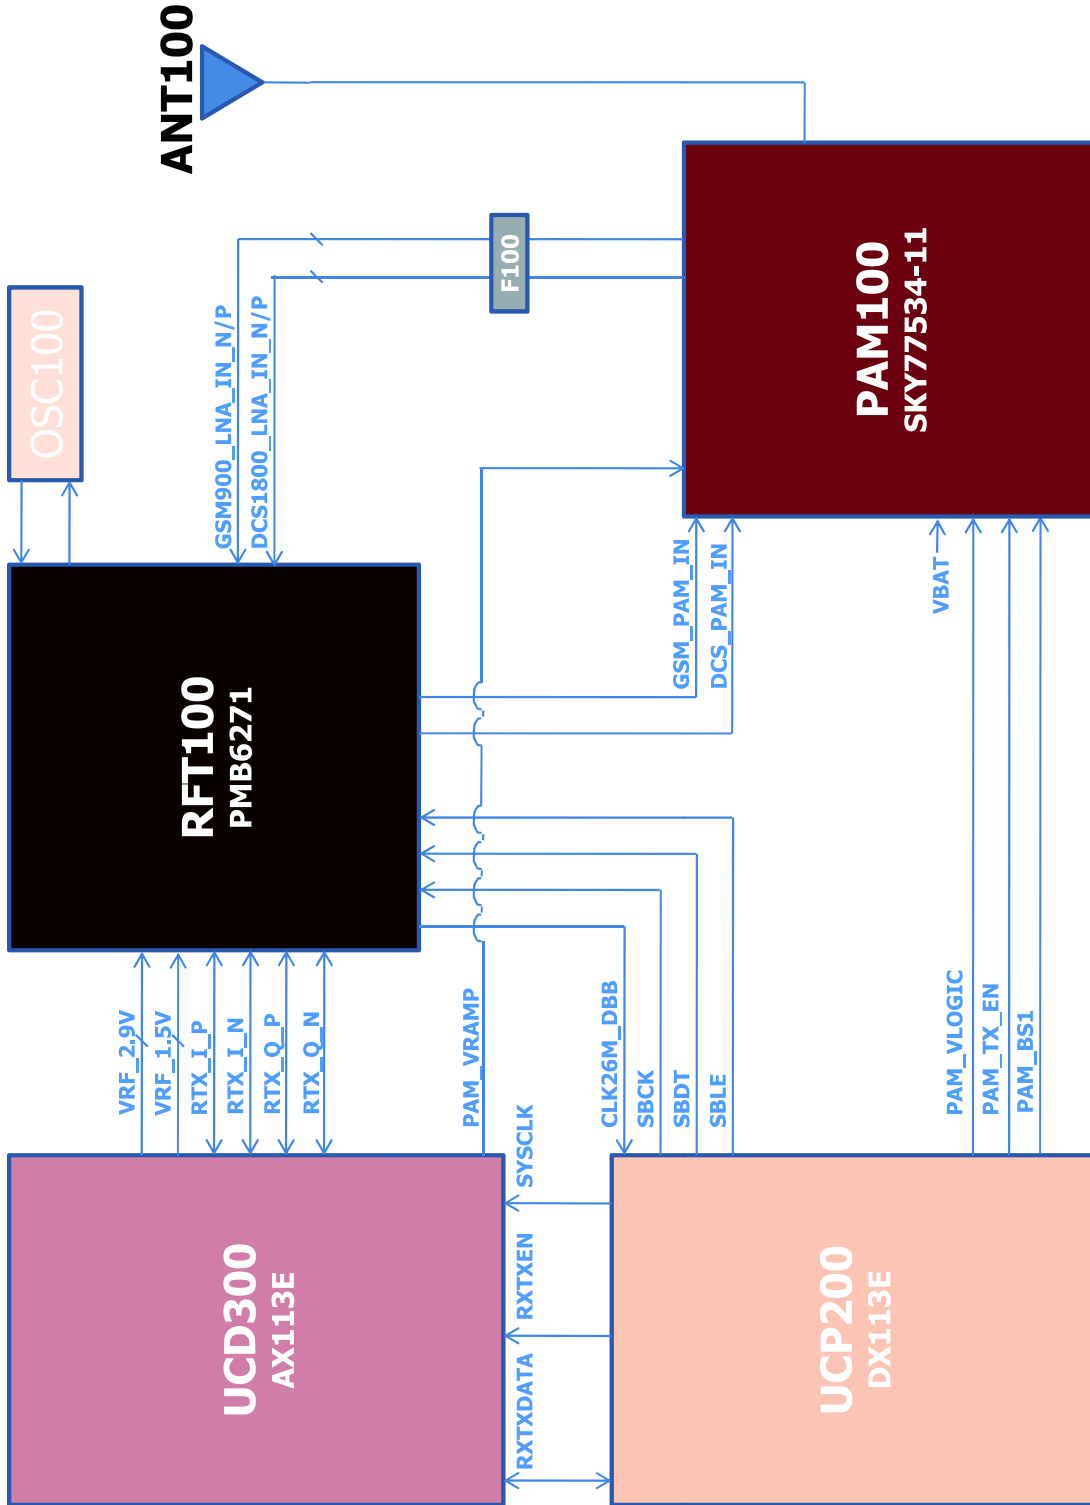 UCD300
AX113E
VRF_2.9V
VRF_1.5V
RTX_I_P
RTX_I_N
RTX_Q_P
RTX_Q_N
RFT100
PMB6271
OSC100
GSM900_LNA_IN_N/P
DCS1800_LNA_IN_N/P
ANT100
F100
PAM_VRAMP
RXTXDATA
RXTXEN
SYSCLK
CLK26M_DBB
SBCK
SBDT
SBLE
GSM_PAM_IN
DCS_PAM_IN
PAM100
SKY77534-11
VBAT
UCP200
DX113E
PAM_VLOGIC
PAM_TX_EN
PAM_BS1